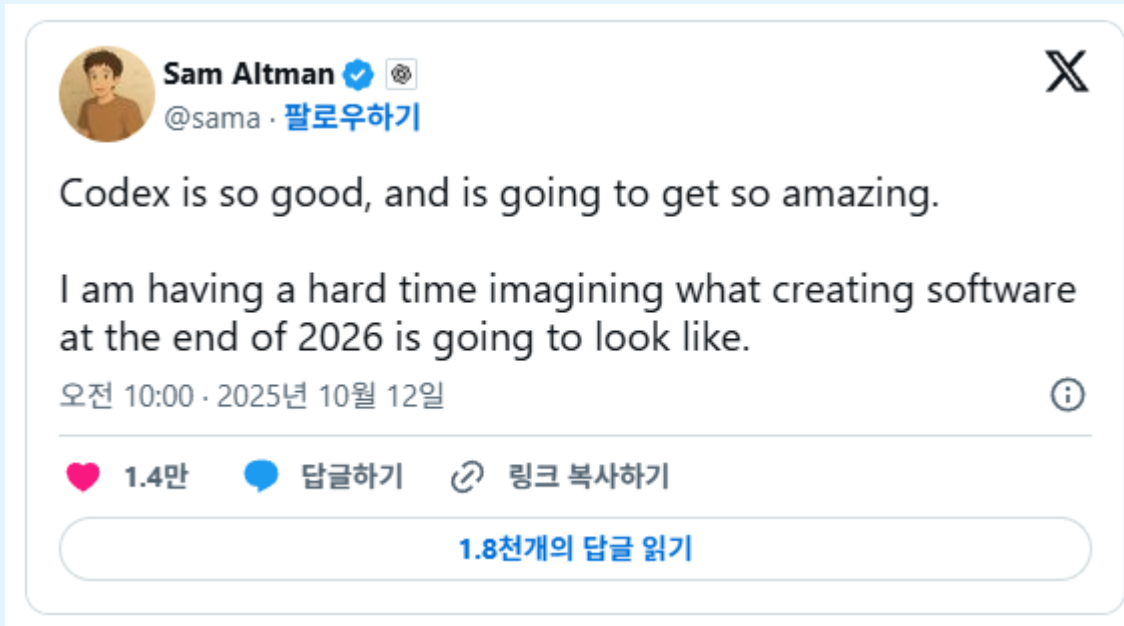 Sam Altman
@sama · 팔로우하기
Codex is so good, and is going to get so amazing.
I am having a hard time imagining what creating software
at the end of 2026 is going to look like.
오전 10:00 · 2025년 10월 12일
1.4만 답글하기 링크 복사하기
1.8천개의 답글 읽기